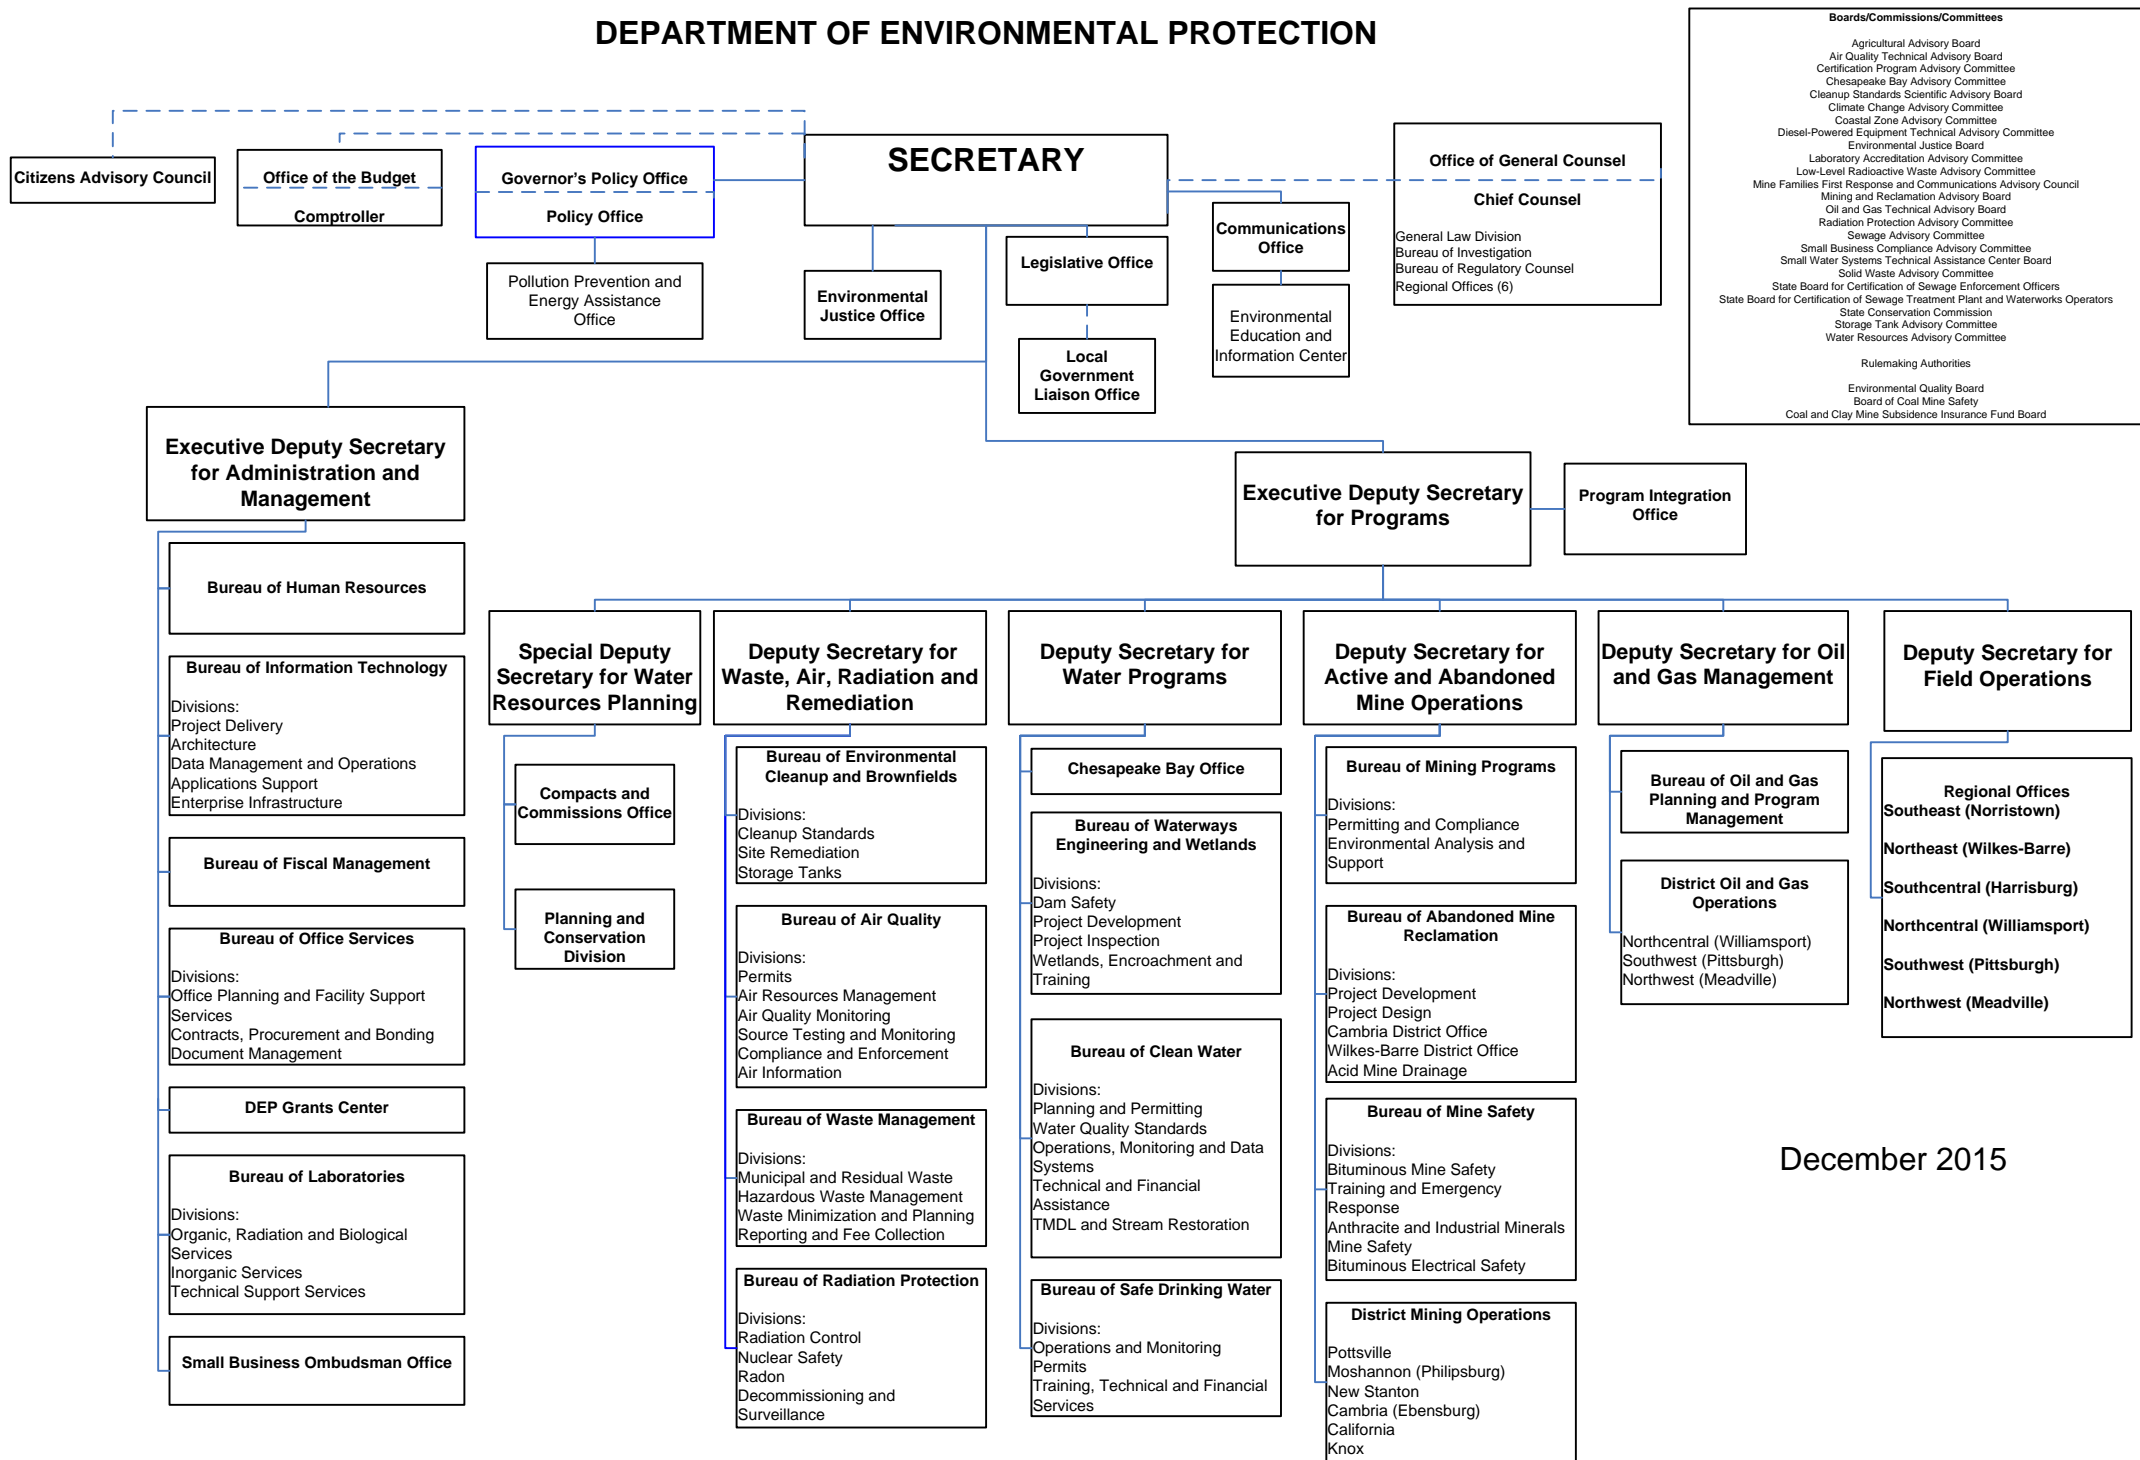 DEPARTMENT OF ENVIRONMENTAL PROTECTION
Boards/Commissions/Committees
Agricultural Advisory Board
Air Quality Technical Advisory Board
Certification Program Advisory Committee
Chesapeake Bay Advisory Committee
Cleanup Standards Scientific Advisory Board
Climate Change Advisory Committee
Coastal Zone Advisory Committee
Diesel-Powered Equipment Technical Advisory Committee
Environmental Justice Board
Laboratory Accreditation Advisory Committee
Low-Level Radioactive Waste Advisory Committee
Mine Families First Response and Communications Advisory Council
Mining and Reclamation Advisory Board
Oil and Gas Technical Advisory Board
Radiation Protection Advisory Committee
Sewage Advisory Committee
Small Business Compliance Advisory Committee
Small Water Systems Technical Assistance Center Board
Solid Waste Advisory Committee
State Board for Certification of Sewage Enforcement Officers
State Board for Certification of Sewage Treatment Plant and Waterworks Operators
State Conservation Commission
Storage Tank Advisory Committee
Water Resources Advisory Committee
Rulemaking Authorities
Environmental Quality Board
Board of Coal Mine Safety
Coal and Clay Mine Subsidence Insurance Fund Board
Citizens Advisory Council
Office of the Budget
Comptroller
Governor's Policy Office
Policy Office
SECRETARY
Office of General Counsel
Chief Counsel
General Law Division
Bureau of Investigation
Bureau of Regulatory Counsel
Regional Offices (6)
Pollution Prevention and
Energy Assistance
Office
Environmental
Justice Office
Legislative Office
Local
Government
Liaison Office
Communications
Office
Environmental
Education and
Information Center
Executive Deputy Secretary
for Administration and
Management
Executive Deputy Secretary
for Programs
Program Integration
Office
Bureau of Human Resources
Bureau of Information Technology
Divisions:
Project Delivery
Architecture
Data Management and Operations
Applications Support
Enterprise Infrastructure
Bureau of Fiscal Management
Bureau of Office Services
Divisions:
Office Planning and Facility Support
Services
Contracts, Procurement and Bonding
Document Management
DEP Grants Center
Bureau of Laboratories
Divisions:
Organic, Radiation and Biological
Services
Inorganic Services
Technical Support Services
Small Business Ombudsman Office
Special Deputy
Secretary for Water
Resources Planning
Compacts and
Commissions Office
Planning and
Conservation
Division
Deputy Secretary for
Waste, Air, Radiation and
Remediation
Bureau of Environmental
Cleanup and Brownfields
Divisions:
Cleanup Standards
Site Remediation
Storage Tanks
Bureau of Air Quality
Divisions:
Permits
Air Resources Management
Air Quality Monitoring
Source Testing and Monitoring
Compliance and Enforcement
Air Information
Bureau of Waste Management
Divisions:
Municipal and Residual Waste
Hazardous Waste Management
Waste Minimization and Planning
Reporting and Fee Collection
Bureau of Radiation Protection
Divisions:
Radiation Control
Nuclear Safety
Radon
Decommissioning and
Surveillance
Deputy Secretary for
Water Programs
Chesapeake Bay Office
Bureau of Waterways
Engineering and Wetlands
Divisions:
Dam Safety
Project Development
Project Inspection
Wetlands, Encroachment and
Training
Bureau of Clean Water
Divisions:
Planning and Permitting
Water Quality Standards
Operations, Monitoring and Data
Systems
Technical and Financial
Assistance
TMDL and Stream Restoration
Bureau of Safe Drinking Water
Divisions:
Operations and Monitoring
Permits
Training, Technical and Financial
Services
Deputy Secretary for
Active and Abandoned
Mine Operations
Bureau of Mining Programs
Divisions:
Permitting and Compliance
Environmental Analysis and
Support
Bureau of Abandoned Mine
Reclamation
Divisions:
Project Development
Project Design
Cambria District Office
Wilkes-Barre District Office
Acid Mine Drainage
Bureau of Mine Safety
Divisions:
Bituminous Mine Safety
Training and Emergency
Response
Anthracite and Industrial Minerals
Mine Safety
Bituminous Electrical Safety
District Mining Operations
Pottsville
Moshannon (Philipsburg)
New Stanton
Cambria (Ebensburg)
California
Knox
Deputy Secretary for Oil
and Gas Management
Bureau of Oil and Gas
Planning and Program
Management
District Oil and Gas
Operations
Northcentral (Williamsport)
Southwest (Pittsburgh)
Northwest (Meadville)
Deputy Secretary for
Field Operations
Regional Offices
Southeast (Norristown)
Northeast (Wilkes-Barre)
Southcentral (Harrisburg)
Northcentral (Williamsport)
Southwest (Pittsburgh)
Northwest (Meadville)
December 2015